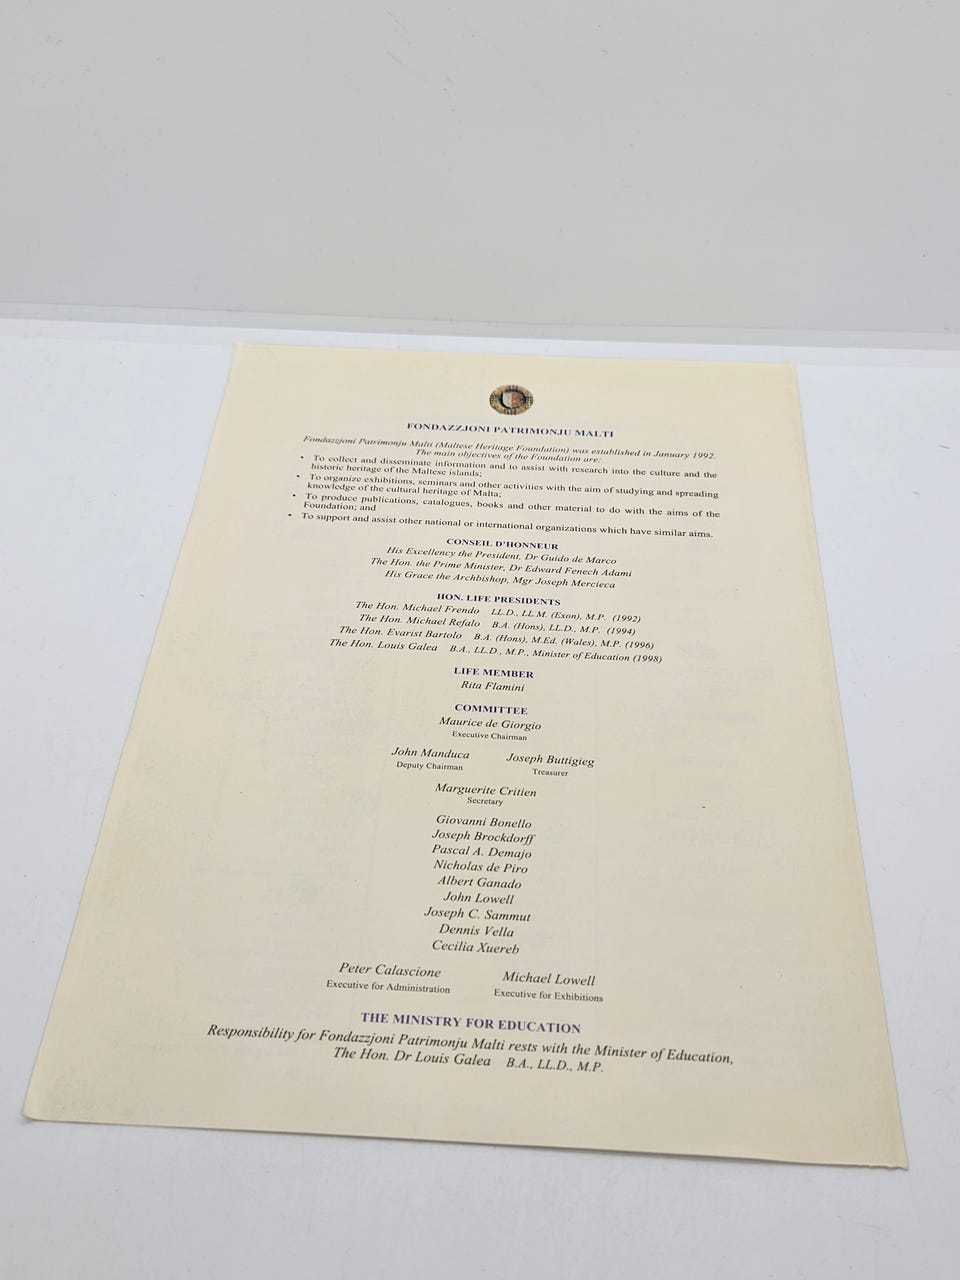 FONDAZZJONI PATRIMONJU MALTI
Fondazzjoni Patrimonju Malti (Maltese Heritage Foundation) was established in January 1992.
The main objectives of the Foundation are:
• To collect and disseminate information and to assist with research into the culture and the
historic heritage of the Maltese islands;
• To organize exhibitions, seminars and other activities with the aim of studying and spreading
knowledge of the cultural heritage of Malta;
• To produce publications, catalogues, books and other material to do with the aims of the
Foundation; and
• To support and assist other national or international organizations which have similar aims.
CONSEIL D'HONNEUR
His Excellency the President, Dr Guido de Marco
The Hon. the Prime Minister, Dr Edward Fenech Adami
His Grace the Archbishop, Mgr Joseph Mercieca
HON. LIFE PRESIDENTS
The Hon. Michael Frendo LL.D., LL.M. (Exon), M.P. (1992)
The Hon. Michael Refalo B.A. (Hons), LL.D., M.P. (1994)
The Hon. Evarist Bartolo B.A. (Hons), M.Ed. (Wales), M.P. (1996)
The Hon. Louis Galea B.A., LL.D., M.P., Minister of Education (1998)
LIFE MEMBER
Rita Flamini
COMMITTEE
Maurice de Giorgio
Executive Chairman
John Manduca Joseph Buttigieg
Deputy Chairman Treasurer
Marguerite Critien
Secretary
Giovanni Bonello
Joseph Brockdorff
Pascal A. Demajo
Nicholas de Piro
Albert Ganado
John Lowell
Joseph C. Sammut
Dennis Vella
Cecilia Xuereb
Peter Calascione Michael Lowell
Executive for Administration Executive for Exhibitions
THE MINISTRY FOR EDUCATION
Responsibility for Fondazzjoni Patrimonju Malti rests with the Minister of Education,
The Hon. Dr Louis Galea B.A., LL.D., M.P.